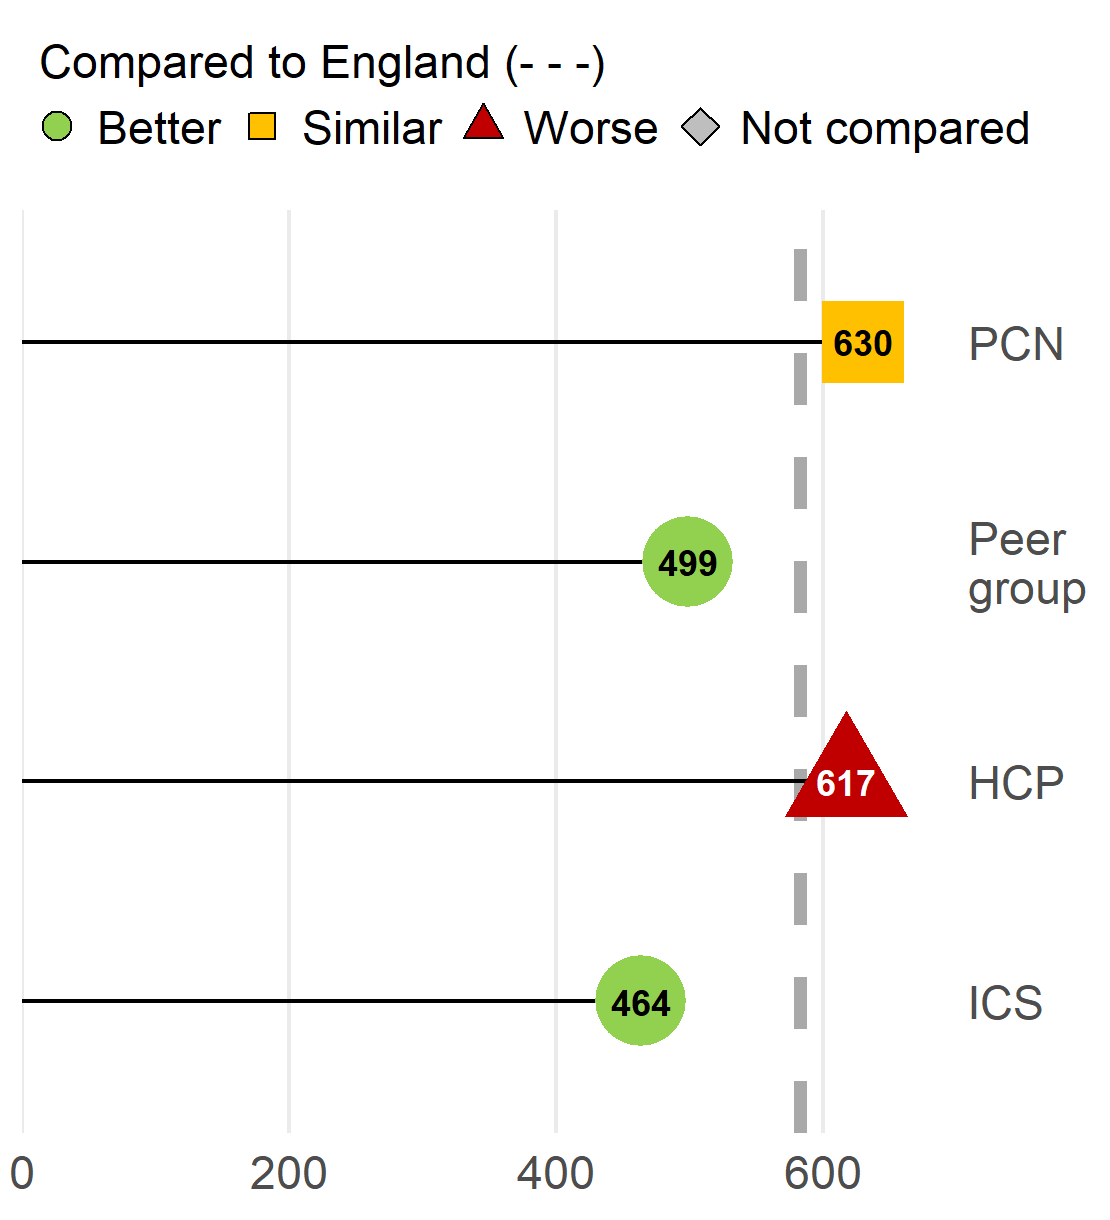 Compared to England (- - -)
Better Similar Worse Not compared
630 PCN
499 Peer
group
617 HCP
464 ICS
0 200 400 600